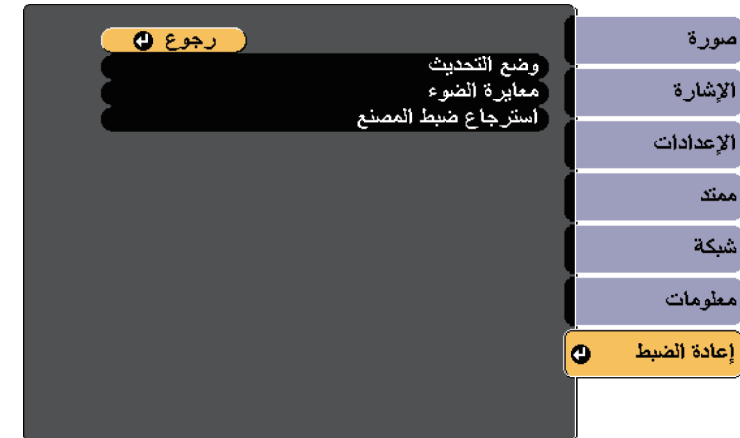 صورة
الإشارة
الإعدادات
ممتد
شبكة
معلومات
إعادة الضبط
رجوع
وضع التحديث
معايرة الضوء
استرجاع ضبط المصنع